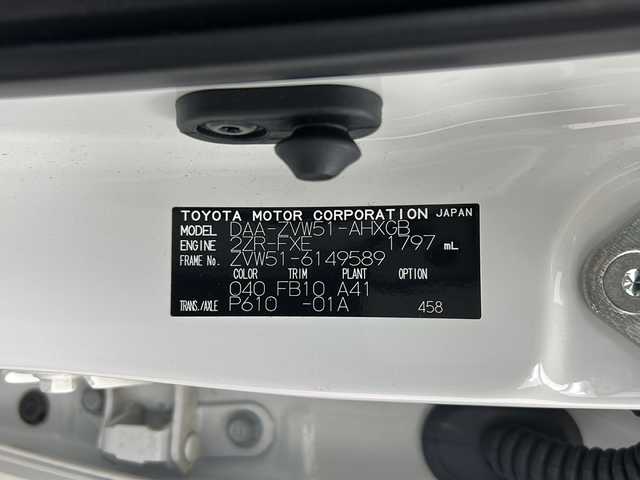 TOYOTA MOTOR CORPORATION JAPAN
MODEL DAA-ZVW51-AHXGB
ENGINE 2ZR-FXE 1797 mL
FRAME No. ZVW51-6149589
COLOR TRIM PLANT OPTION
040 FB10 A41
TRANS./AXLE P610 -01A 458